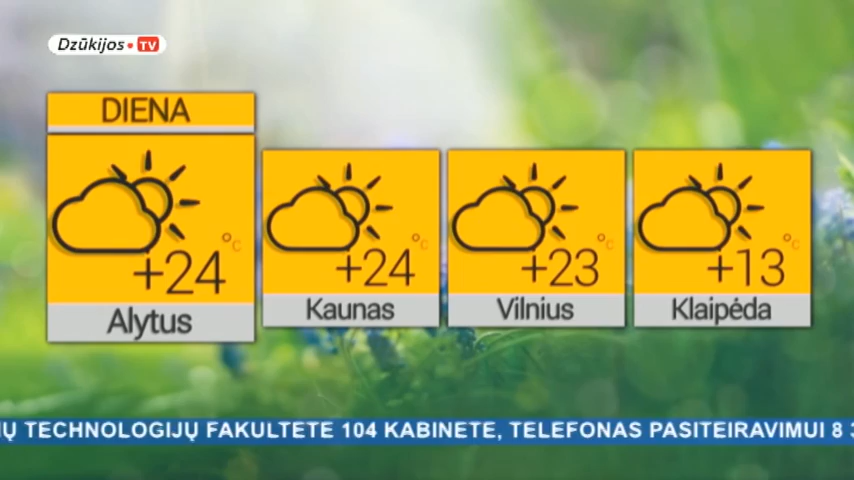 Dzūkijos TV
DIENA
+24 °C
Alytus
+24 °C
Kaunas
+23 °C
Vilnius
+13 °C
Klaipėda
TECHNOLOGIJŲ FAKULTETE 104 KABINETE, TELEFONAS PASITEIRAVIMUI 8